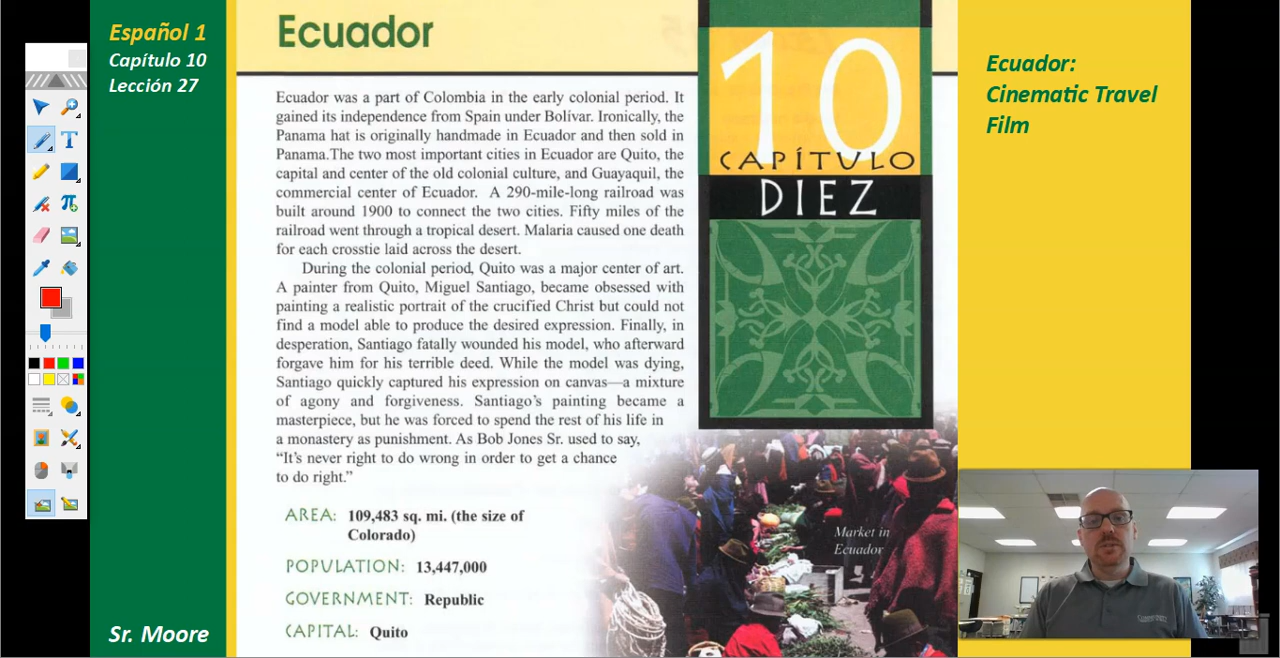 Español 1
Capítulo 10
Lección 27
Sr. Moore
Ecuador
Ecuador was a part of Colombia in the early colonial period. It
gained its independence from Spain under Bolívar. Ironically, the
Panama hat is originally handmade in Ecuador and then sold in
Panama.The two most important cities in Ecuador are Quito, the
capital and center of the old colonial culture, and Guayaquil, the
commercial center of Ecuador. A 290-mile-long railroad was
built around 1900 to connect the two cities. Fifty miles of the
railroad went through a tropical desert. Malaria caused one death
for each crosstie laid across the desert.
During the colonial period, Quito was a major center of art.
A painter from Quito, Miguel Santiago, became obsessed with
painting a realistic portrait of the crucified Christ but could not
find a model able to produce the desired expression. Finally, in
desperation, Santiago fatally wounded his model, who afterward
forgave him for his terrible deed. While the model was dying,
Santiago quickly captured his expression on canvas—a mixture
of agony and forgiveness. Santiago's painting became a
masterpiece, but he was forced to spend the rest of his life in
a monastery as punishment. As Bob Jones Sr. used to say,
“It's never right to do wrong in order to get a chance
to do right.”
AREA: 109,483 sq. mi. (the size of
Colorado)
POPULATION: 13,447,000
GOVERNMENT: Republic
CAPITAL: Quito
10
CAPÍTULO
DIEZ
Market in
Ecuador
Ecuador:
Cinematic Travel
Film